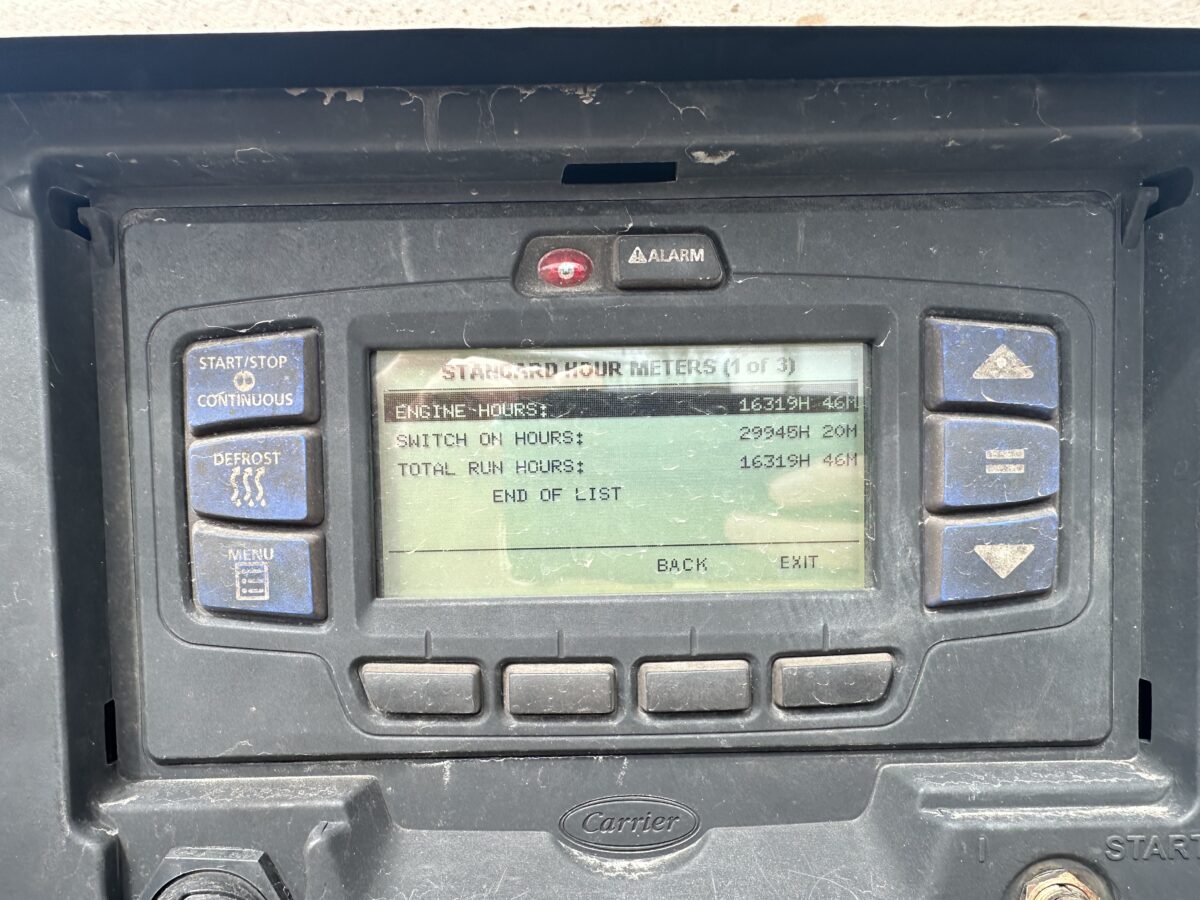 ALARM
START/STOP
CONTINUOUS
DEFROST
MENU
STANDARD HOUR METERS (1 of 3)
ENGINE HOURS: 16319H 46M
SWITCH ON HOURS: 29945H 20M
TOTAL RUN HOURS: 16319H 46M
END OF LIST
BACK EXIT
=
Carrier
I START